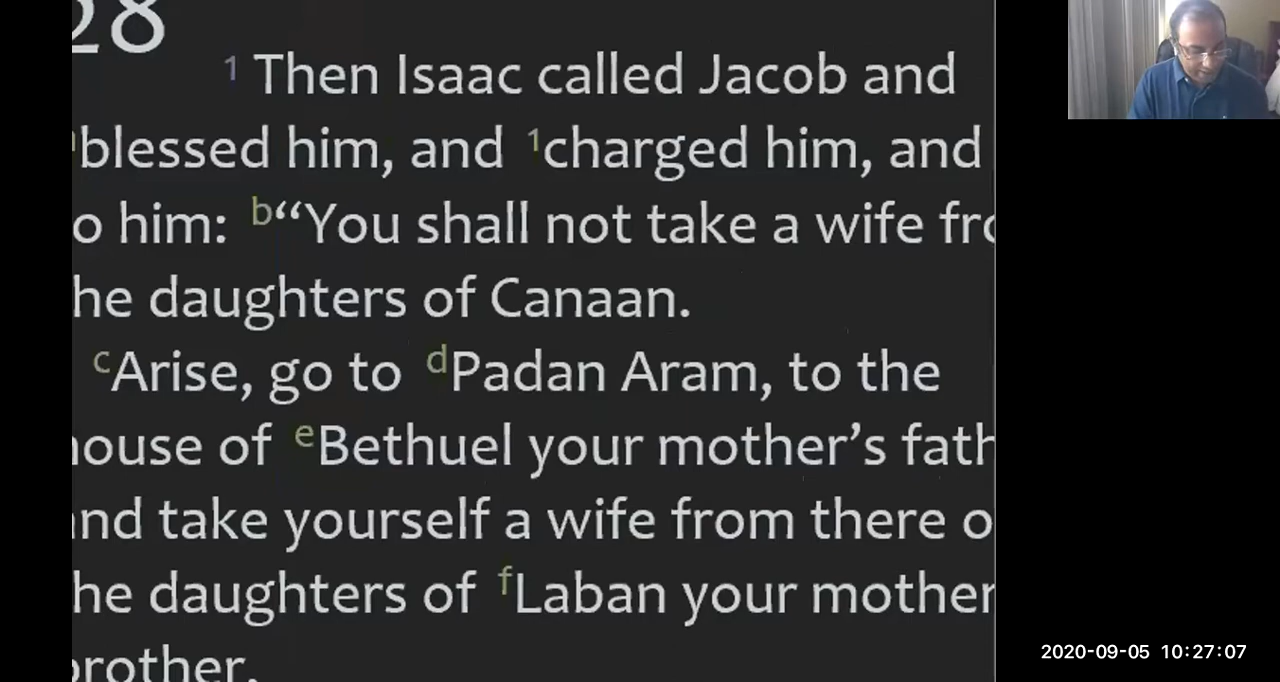 28
1 Then Isaac called Jacob and
blessed him, and 1charged him, and
o him: b“You shall not take a wife fro
he daughters of Canaan.
cArise, go to dPadan Aram, to the
ouse of eBethuel your mother’s fath
nd take yourself a wife from there o
he daughters of fLaban your mother
brother.
2020-09-05 10:27:07